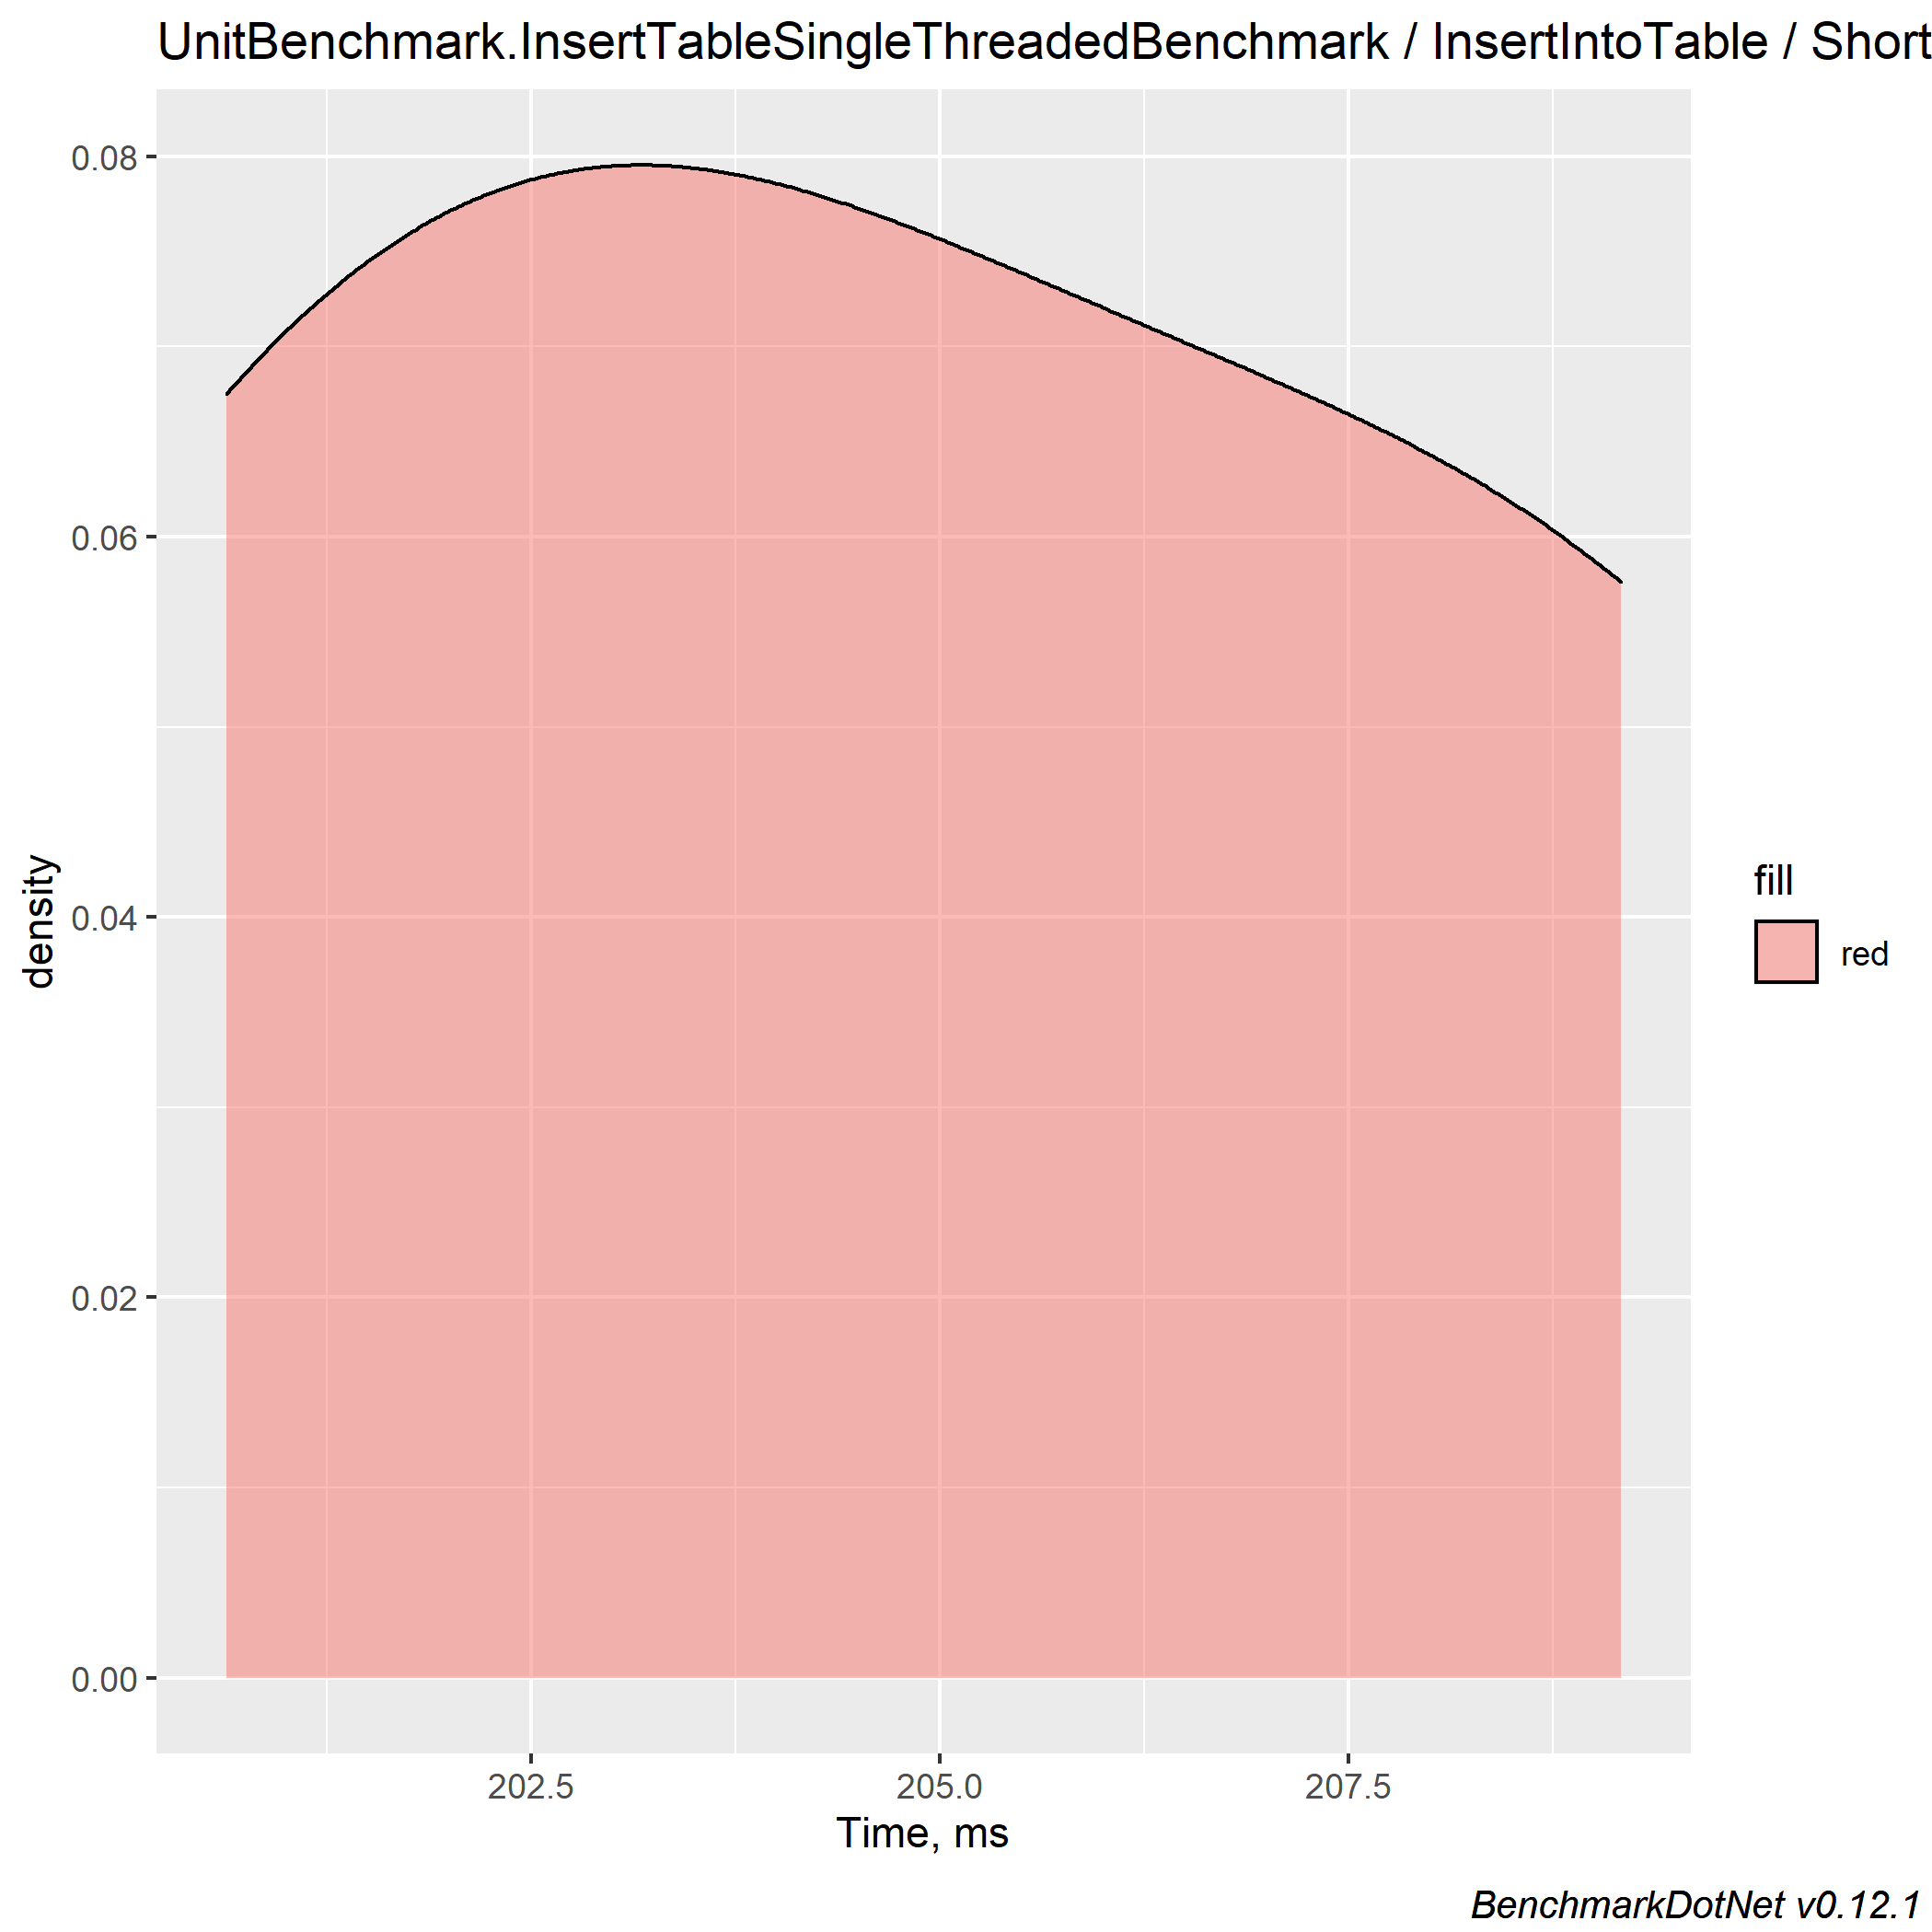 UnitBenchmark.InsertTableSingleThreadedBenchmark / InsertIntoTable / Short
0.08
0.06
0.04
0.02
0.00
density
202.5 205.0 207.5
Time, ms
fill
red
BenchmarkDotNet v0.12.1